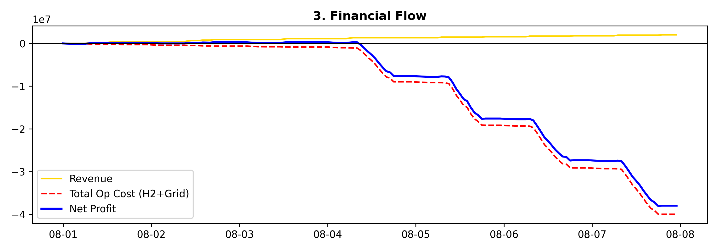 3. Financial Flow
1e7
0
−1
−2
−3
−4
Revenue
Total Op Cost (H2+Grid)
Net Profit
08-01 08-02 08-03 08-04 08-05 08-06 08-07 08-08